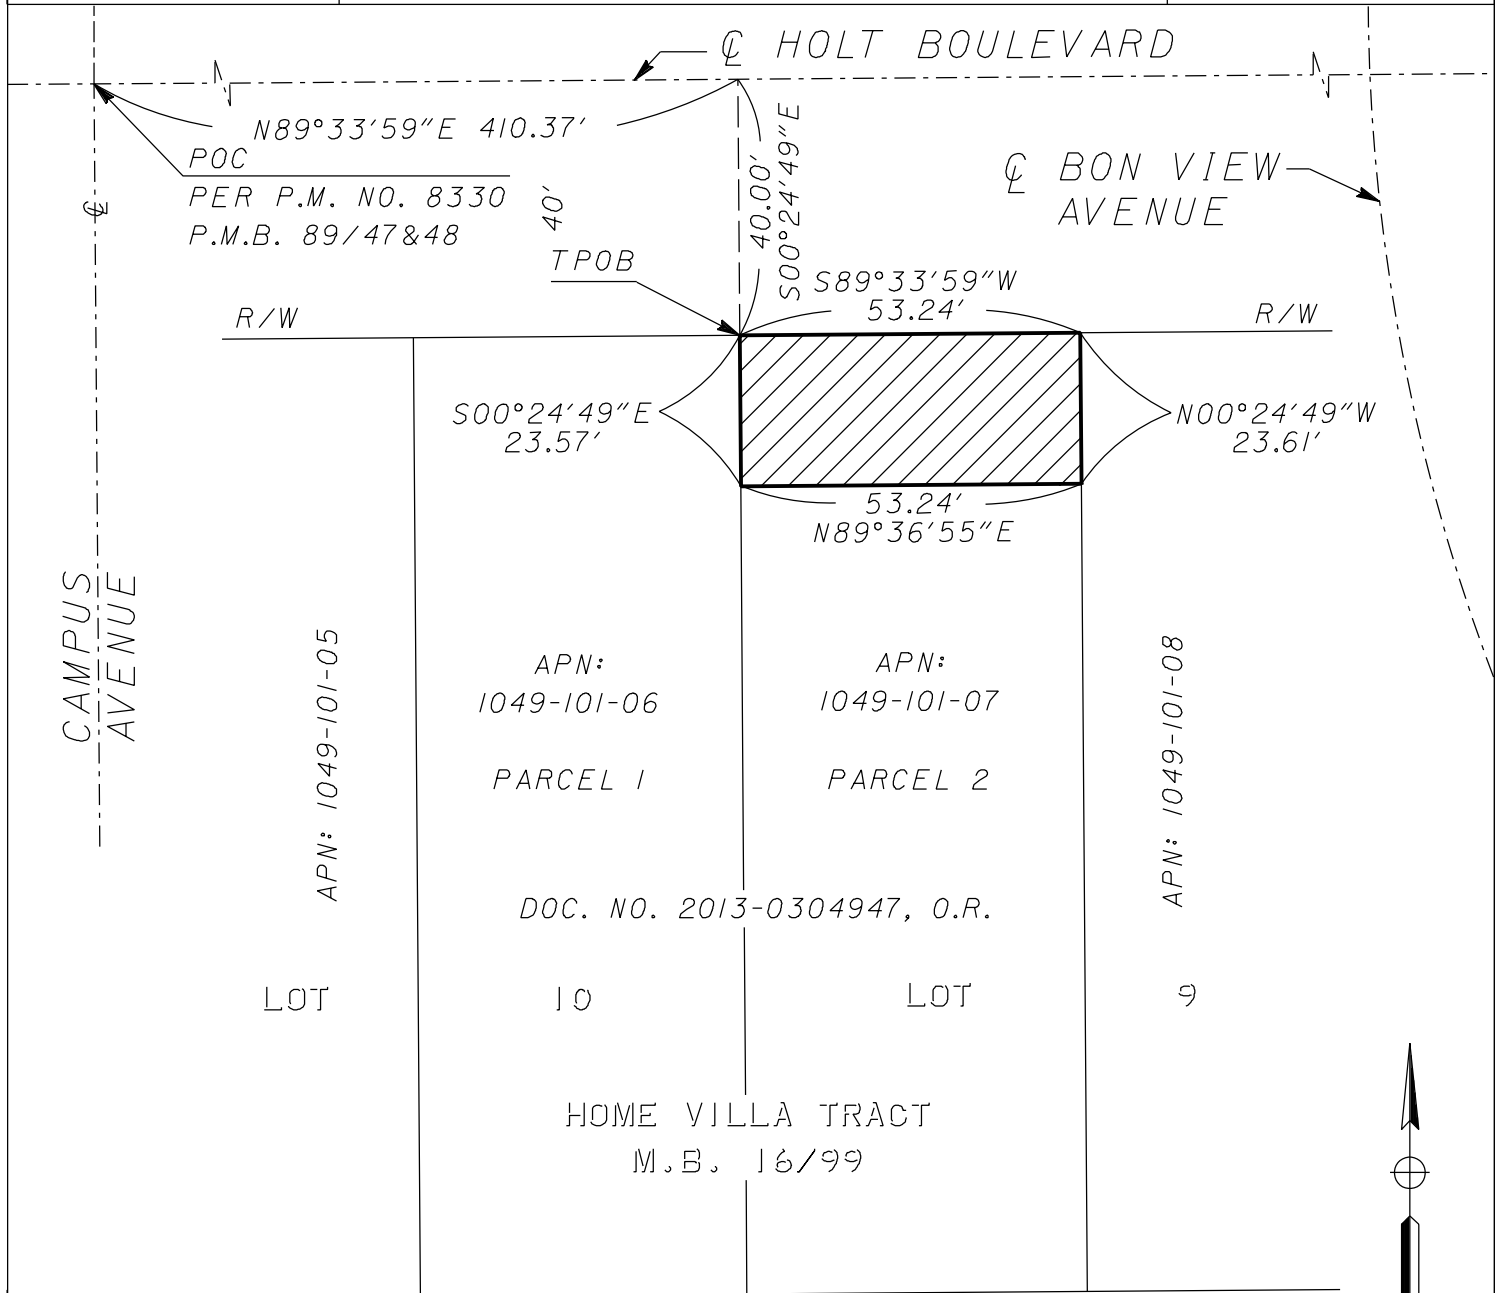 ℄ HOLT BOULEVARD
N89°33'59"E 410.37'
POC
PER P.M. NO. 8330
P.M.B. 89/47&48
℄
40'
40.00'
S00°24'49"E
℄ BON VIEW
AVENUE
TPOB
S89°33'59"W
53.24'
R/W
R/W
S00°24'49"E
23.57'
N00°24'49"W
23.61'
53.24'
N89°36'55"E
CAMPUS
AVENUE
APN: 1049-101-05
APN:
1049-101-06
APN:
1049-101-07
APN: 1049-101-08
PARCEL 1
PARCEL 2
DOC. NO. 2013-0304947, O.R.
LOT 10
LOT 9
HOME VILLA TRACT
M.B. 16/99